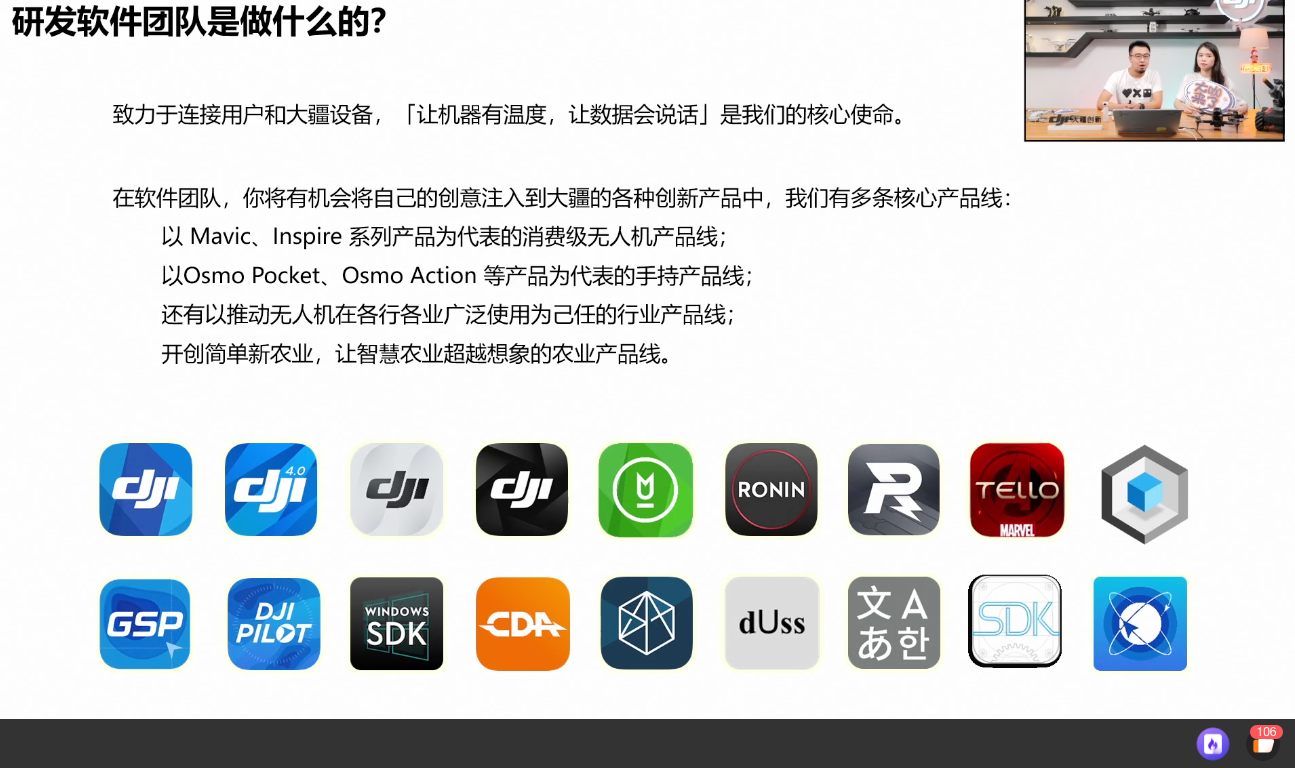 研发软件团队是做什么的？
致力于连接用户和大疆设备，「让机器有温度，让数据会说话」是我们的核心使命。
在软件团队，你将有机会将自己的创意注入到大疆的各种创新产品中，我们有多条核心产品线：
以 Mavic、Inspire 系列产品为代表的消费级无人机产品线；
以Osmo Pocket、Osmo Action 等产品为代表的手持产品线；
还有以推动无人机在各行各业广泛使用为己任的行业产品线；
开创简单新农业，让智慧农业超越想象的农业产品线。
大咖来了
dji
dji 4.0
dji
dji
RONIN
R
TELLO
MARVEL
GSP
DJI
PILOT
WINDOWS
SDK
CDA
dUss
文 A
あ 한
SDK
106